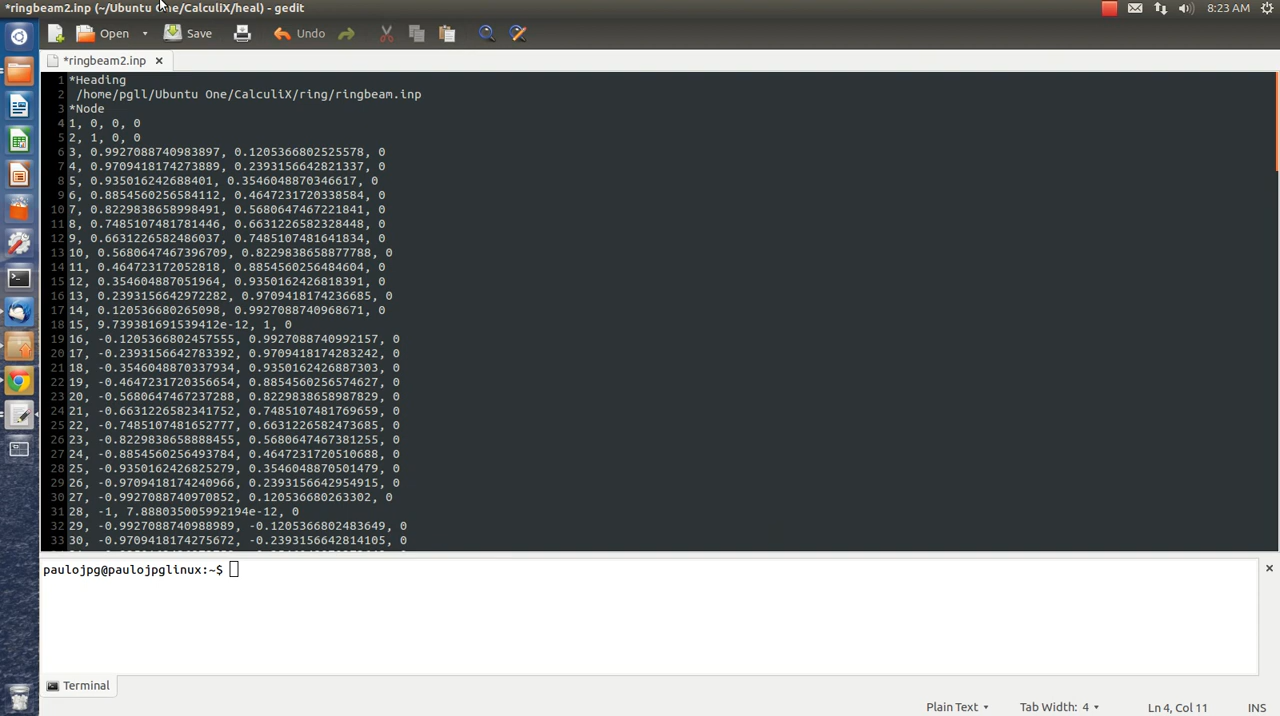 *ringbeam2.inp (~/Ubuntu One/CalculiX/heal) - gedit
8:23 AM
Open
Save
Undo
*ringbeam2.inp
1 *Heading
2 /home/pgll/Ubuntu One/CalculiX/ring/ringbeam.inp
3 *Node
4 1, 0, 0, 0
5 2, 1, 0, 0
6 3, 0.9927088740983897, 0.1205366802525578, 0
7 4, 0.9709418174273889, 0.2393156642821337, 0
8 5, 0.935016242688401, 0.3546048870346617, 0
9 6, 0.8854560256584112, 0.4647231720338584, 0
10 7, 0.8229838658998491, 0.5680647467221841, 0
11 8, 0.7485107481781446, 0.6631226582328448, 0
12 9, 0.6631226582486037, 0.7485107481641834, 0
13 10, 0.5680647467396709, 0.8229838658877788, 0
14 11, 0.464723172052818, 0.8854560256484604, 0
15 12, 0.354604887051964, 0.9350162426818391, 0
16 13, 0.2393156642972282, 0.9709418174236685, 0
17 14, 0.120536680265098, 0.9927088740968671, 0
18 15, 9.739381691539412e-12, 1, 0
19 16, -0.1205366802457555, 0.9927088740992157, 0
20 17, -0.2393156642783392, 0.9709418174283242, 0
21 18, -0.3546048870337934, 0.9350162426887303, 0
22 19, -0.4647231720356654, 0.8854560256574627, 0
23 20, -0.5680647467237288, 0.8229838658987829, 0
24 21, -0.6631226582341752, 0.7485107481769659, 0
25 22, -0.7485107481652777, 0.6631226582473685, 0
26 23, -0.8229838658888455, 0.5680647467381255, 0
27 24, -0.8854560256493784, 0.4647231720510688, 0
28 25, -0.9350162426825279, 0.3546048870501479, 0
29 26, -0.9709418174240966, 0.2393156642954915, 0
30 27, -0.9927088740970852, 0.120536680263302, 0
31 28, -1, 7.888035005992194e-12, 0
32 29, -0.9927088740988989, -0.1205366802483649, 0
33 30, -0.9709418174275672, -0.2393156642814105, 0
paulojpg@paulojpglinux:~$
Terminal
Plain Text
Tab Width: 4
Ln 4, Col 11
INS